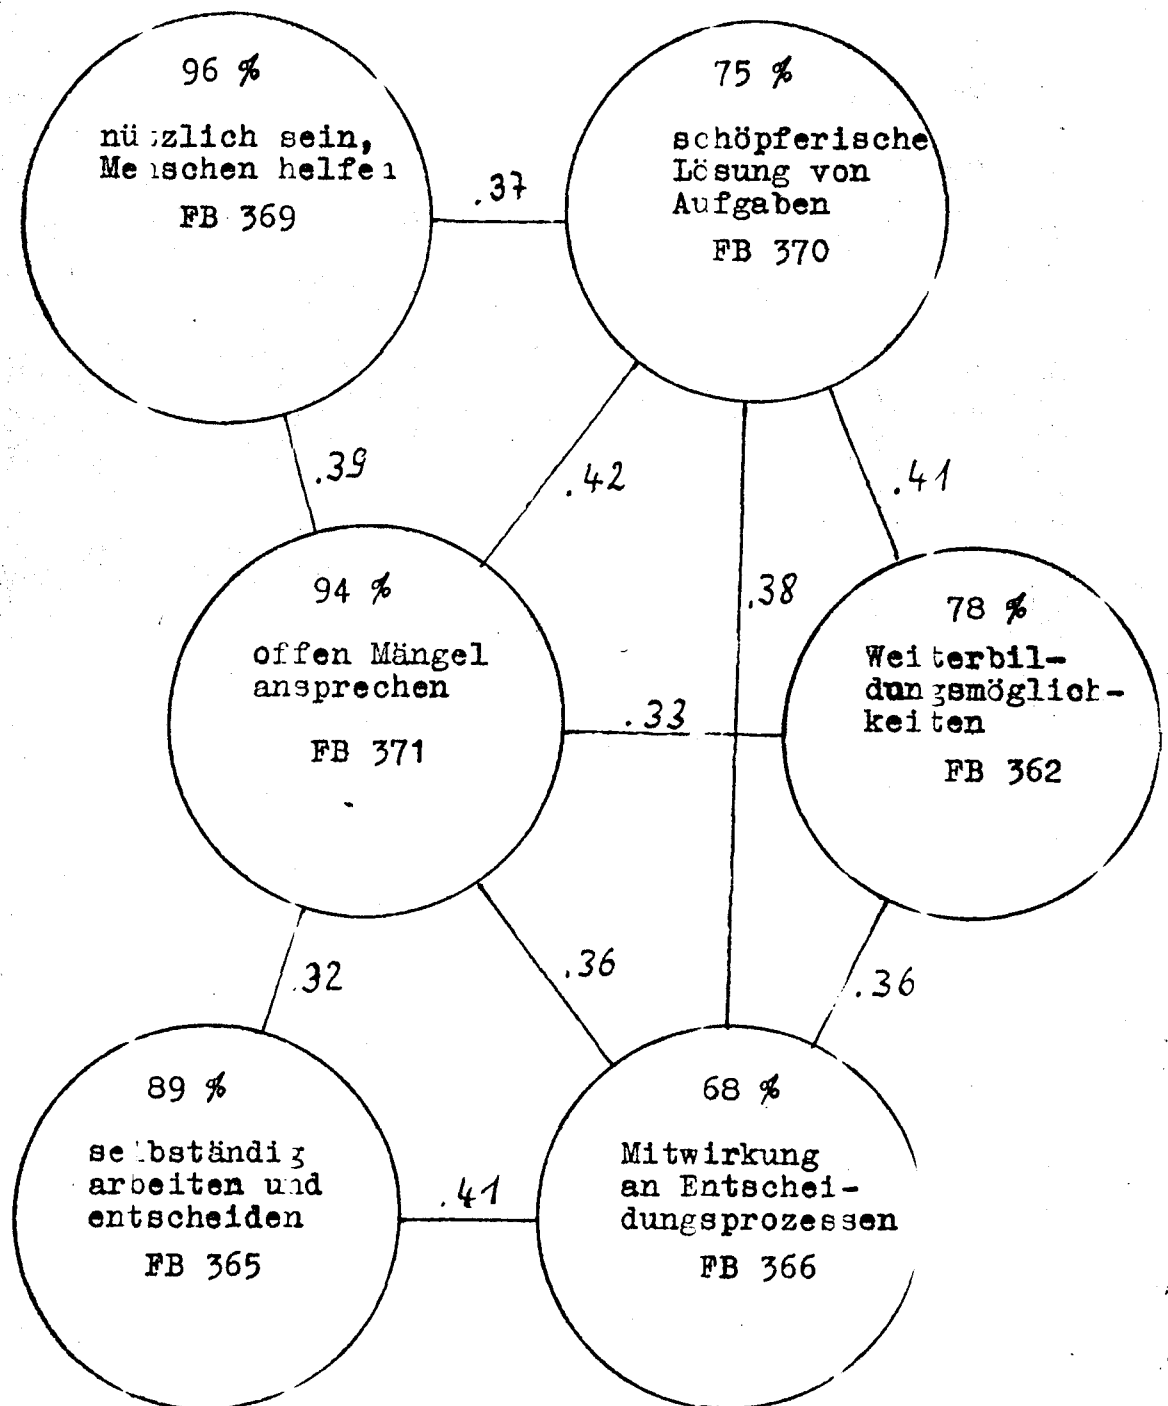 96 %
nützlich sein,
Menschen helfen
FB 369
.37
75 %
schöpferische
Lösung von
Aufgaben
FB 370
.39
.42
.41
94 %
offen Mängel
ansprechen
FB 371
.38
.33
78 %
Weiterbil-
dungsmöglich-
keiten
FB 362
.32
.36
.36
89 %
selbständig
arbeiten und
entscheiden
FB 365
.41
68 %
Mitwirkung
an Entschei-
dungsprozessen
FB 366